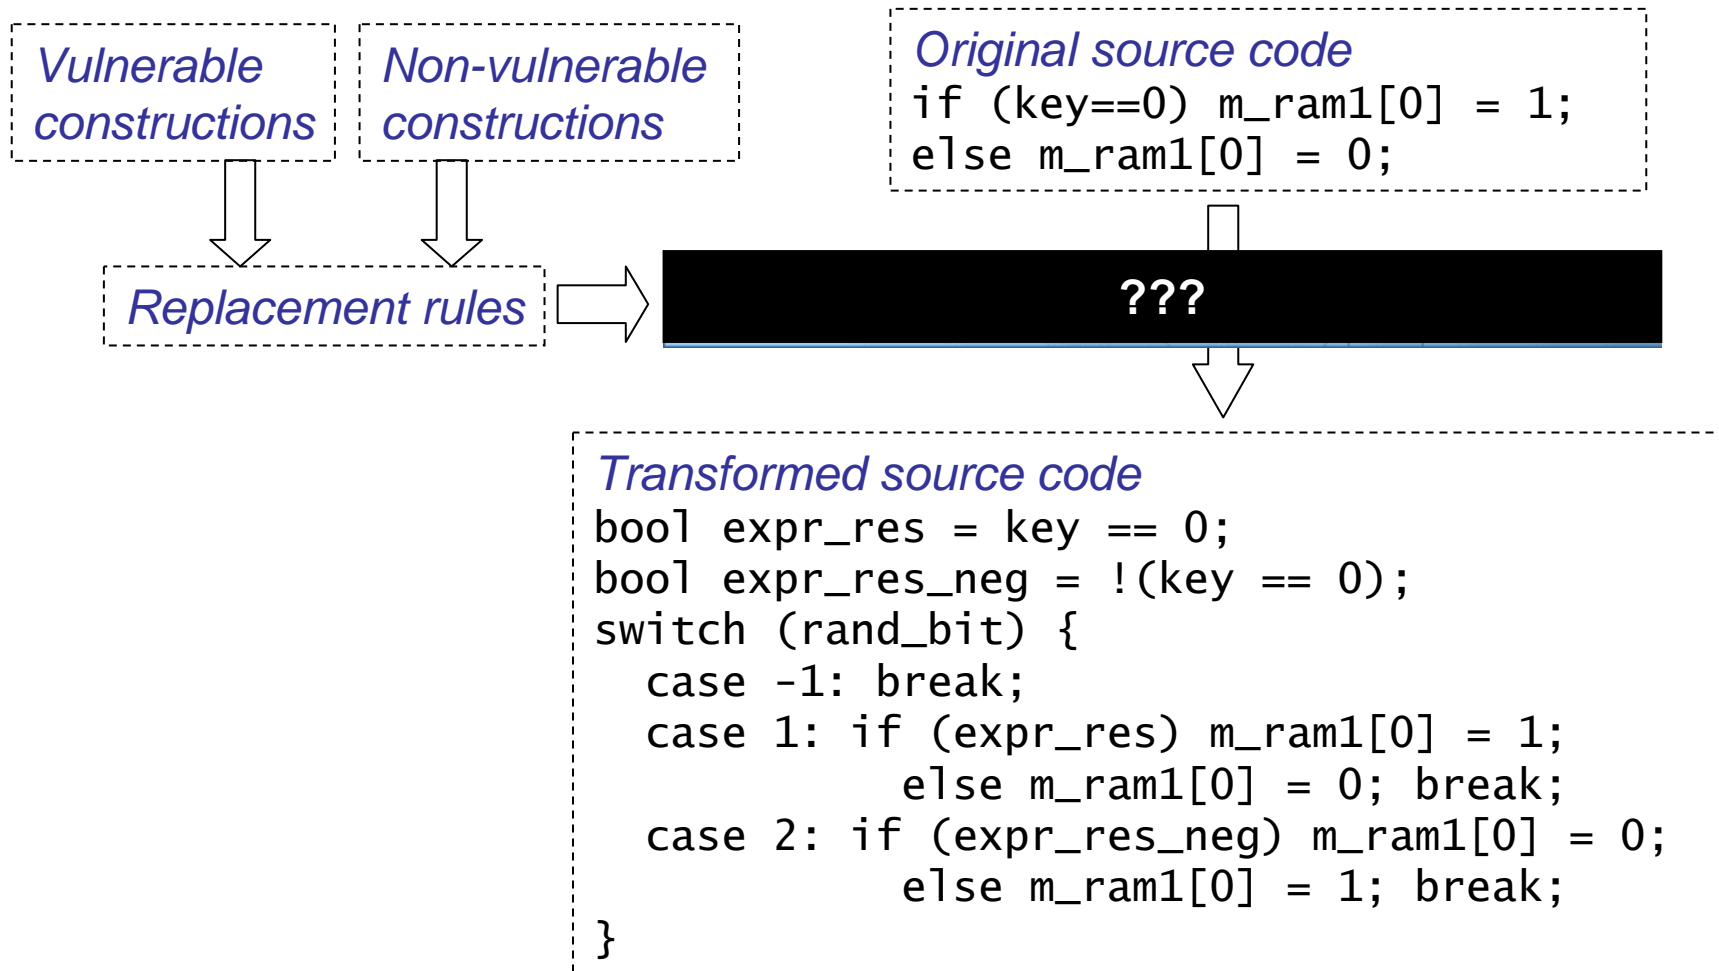 Vulnerable
constructions
Non-vulnerable
constructions
Original source code
if (key==0) m_ram1[0] = 1;
else m_ram1[0] = 0;
Replacement rules
???
Transformed source code
bool expr_res = key == 0;
bool expr_res_neg = !(key == 0);
switch (rand_bit) {
case -1: break;
case 1: if (expr_res) m_ram1[0] = 1;
else m_ram1[0] = 0; break;
case 2: if (expr_res_neg) m_ram1[0] = 0;
else m_ram1[0] = 1; break;
}